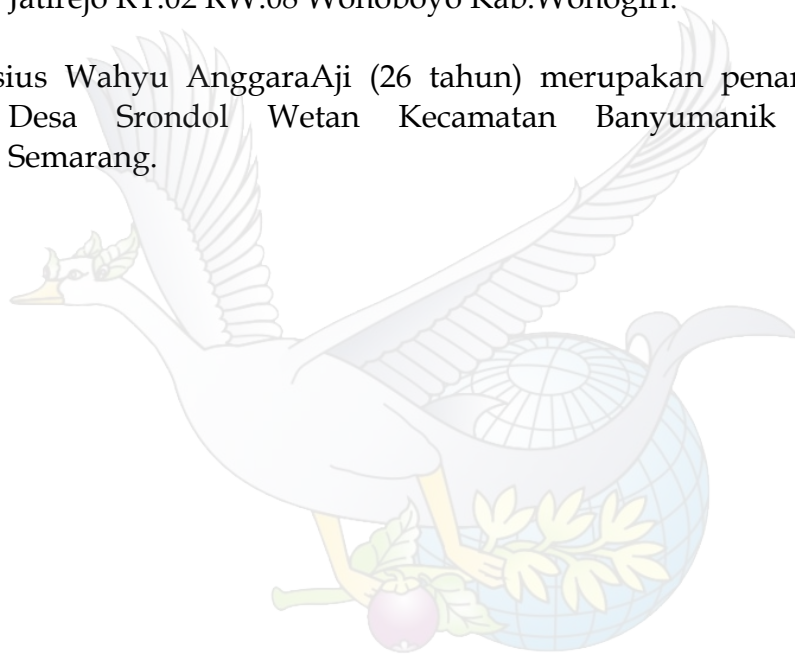 Jatirejo RT.02 RW.08 Wonoboyo Kab.Wonogiri.
sius Wahyu AnggaraAji (26 tahun) merupakan penar
Desa Srondol Wetan Kecamatan Banyumanik
Semarang.